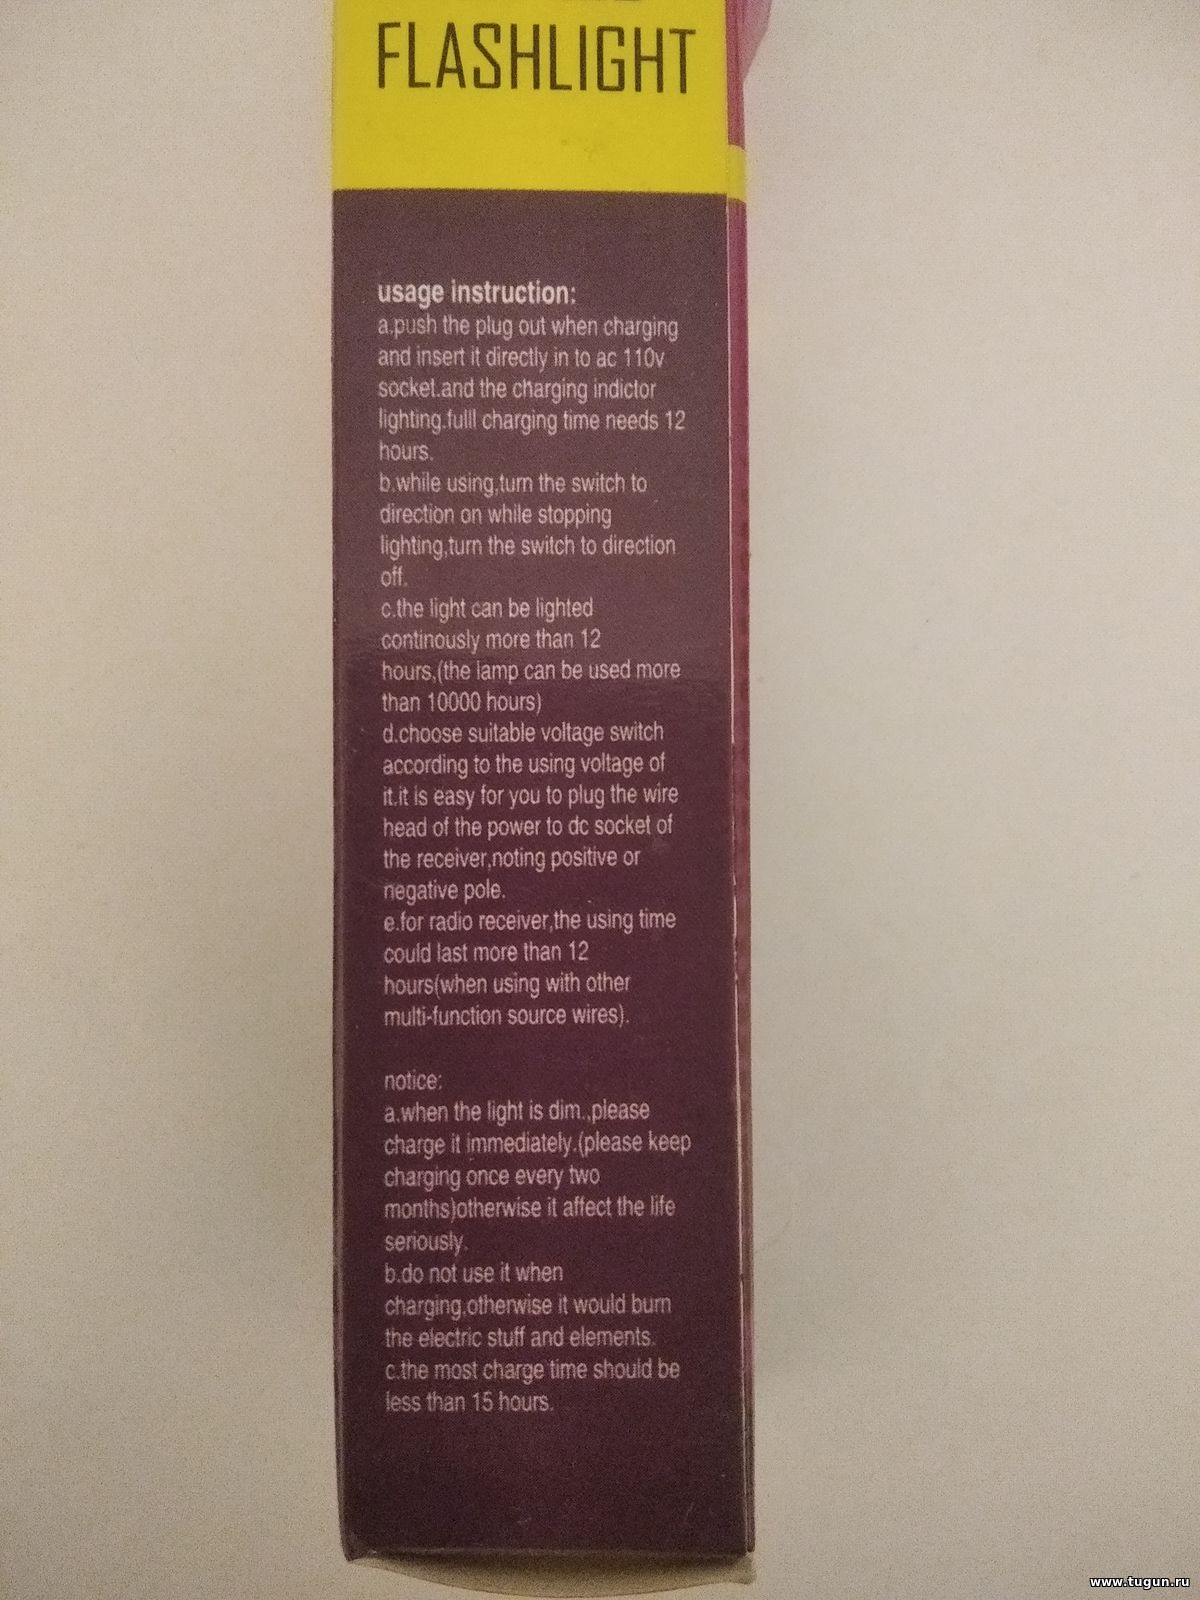 FLASHLIGHT
usage instruction:
a.push the plug out when charging
and insert it directly in to ac 110v
socket.and the charging indictor
lighting.fulll charging time needs 12
hours.
b.while using,turn the switch to
direction on while stopping
lighting,turn the switch to direction
off.
c.the light can be lighted
continously more than 12
hours,(the lamp can be used more
than 10000 hours)
d.choose suitable voltage switch
according to the using voltage of
it.it is easy for you to plug the wire
head of the power to dc socket of
the receiver,noting positive or
negative pole.
e.for radio receiver,the using time
could last more than 12
hours(when using with other
multi-function source wires).
notice:
a.when the light is dim.,please
charge it immediately.(please keep
charging once every two
months)otherwise it affect the life
seriously.
b.do not use it when
charging,otherwise it would burn
the electric stuff and elements.
c.the most charge time should be
less than 15 hours.
www.tugun.ru